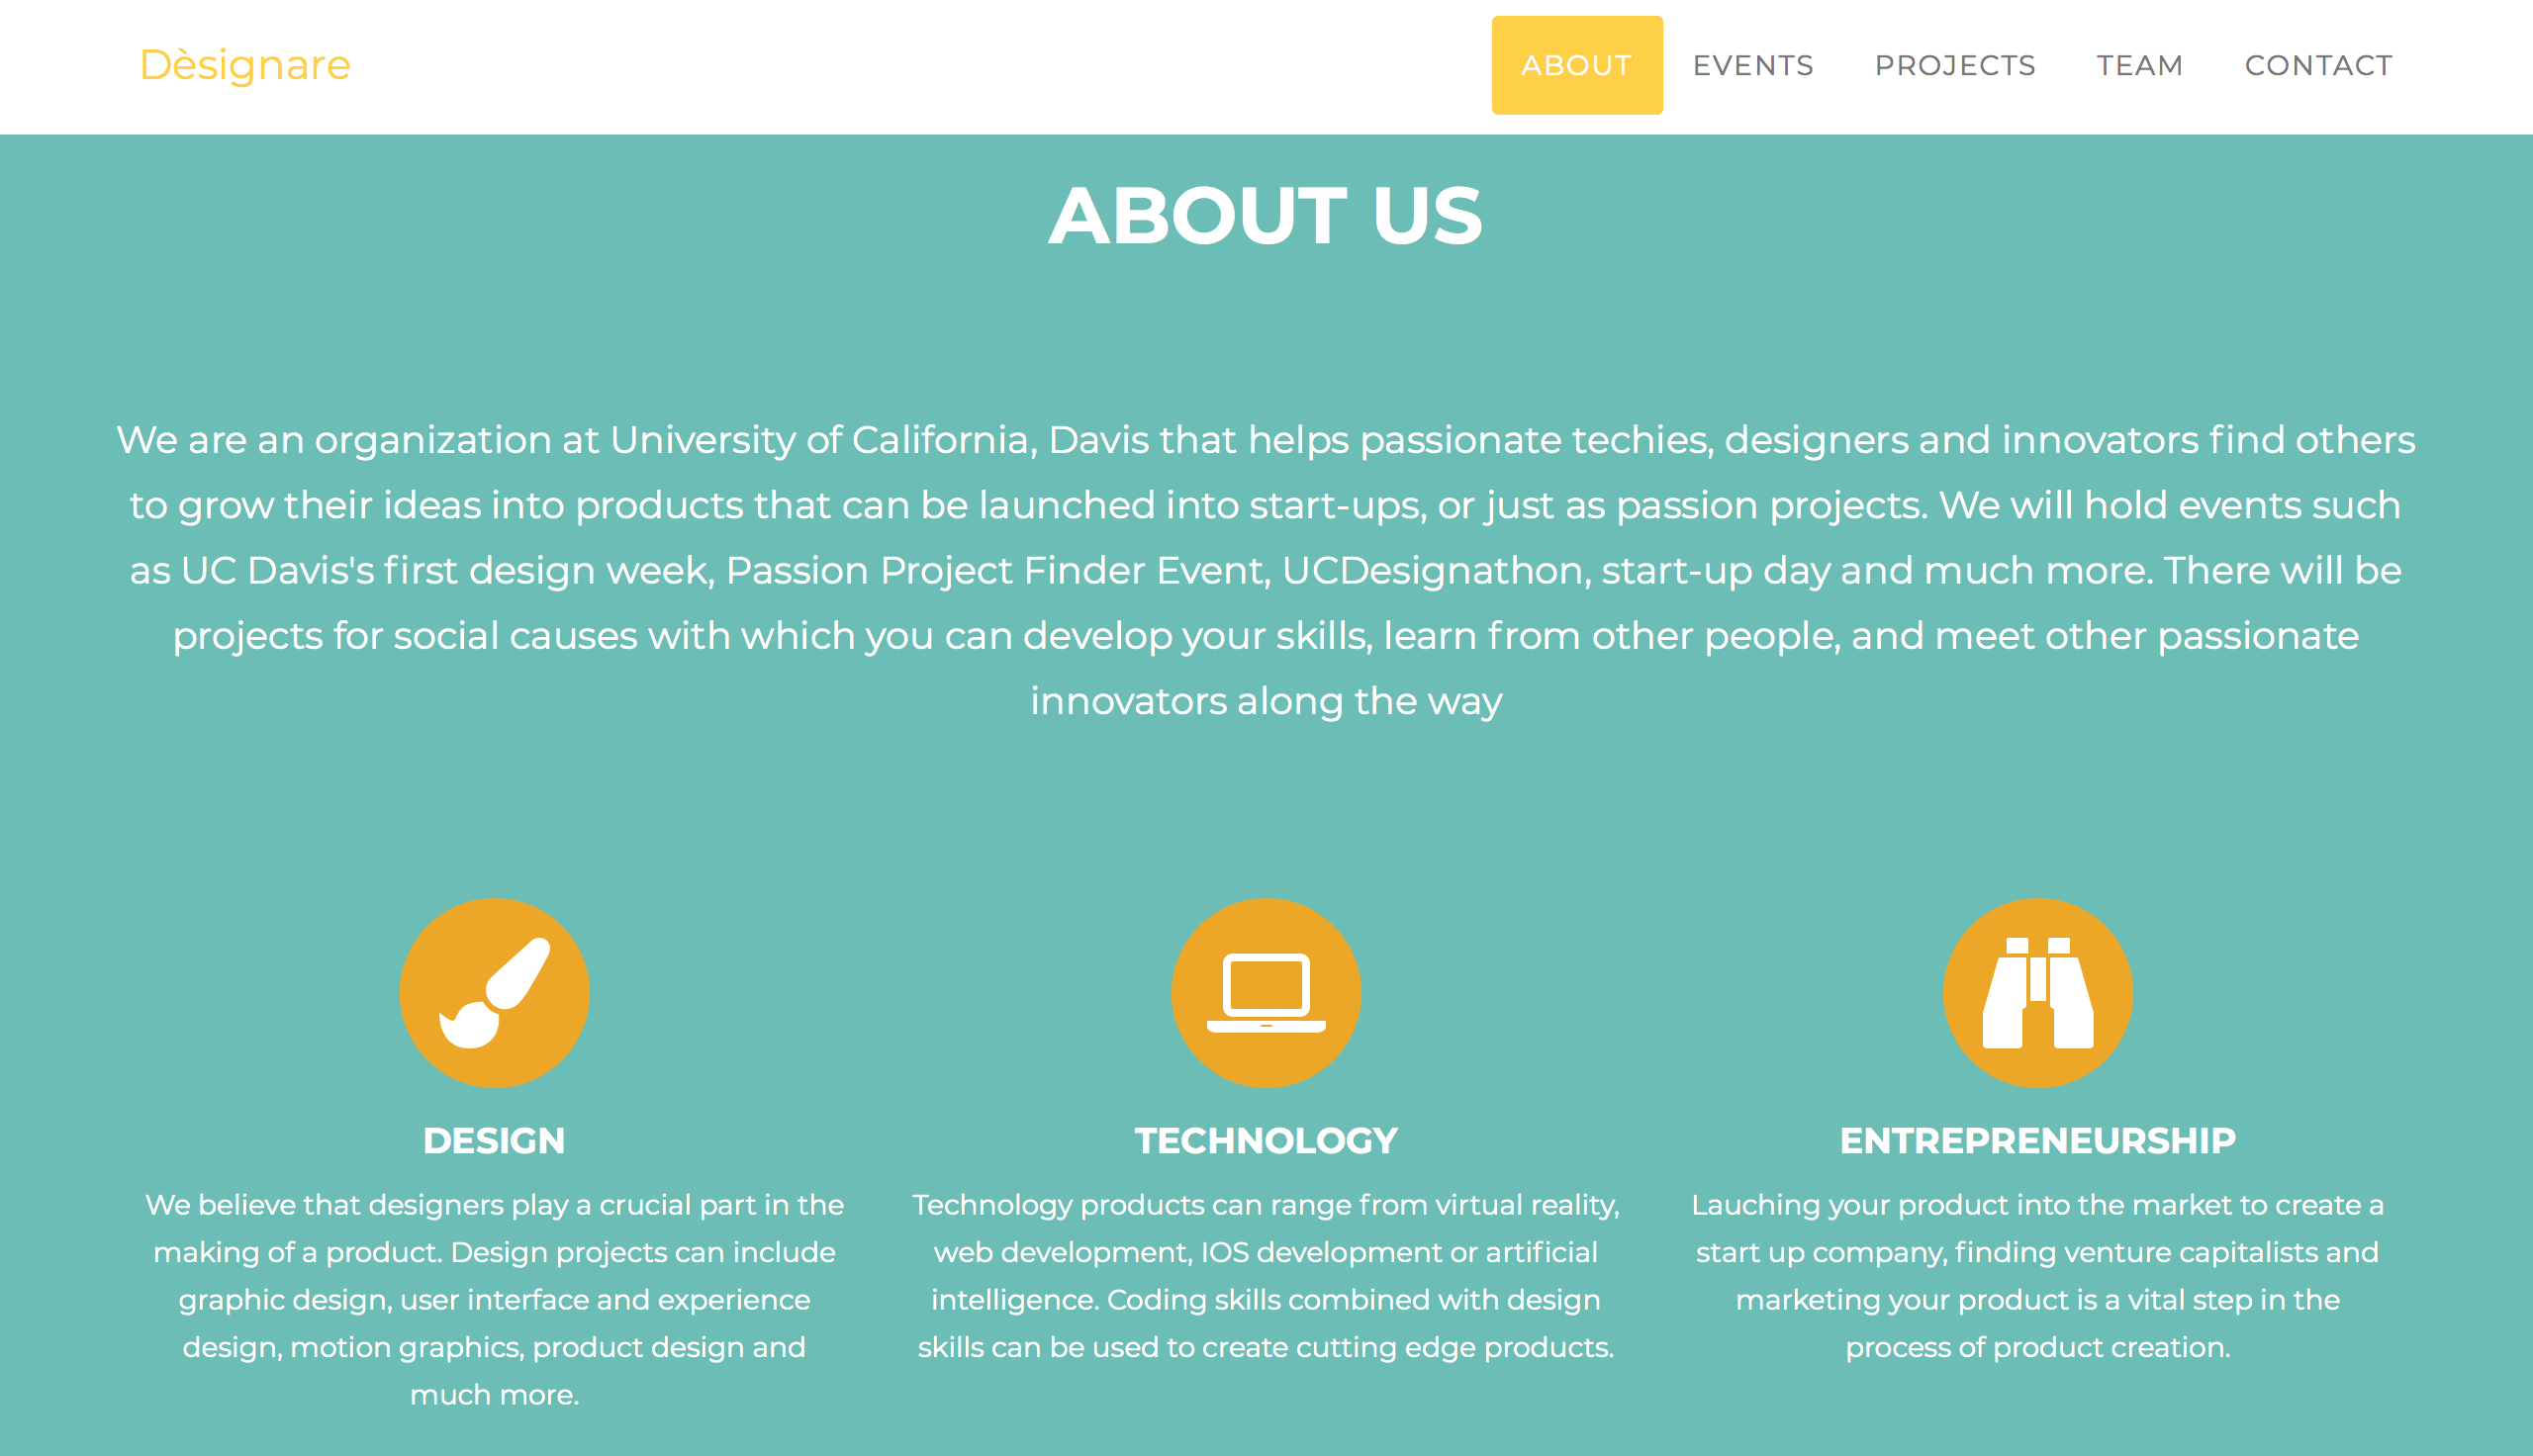 Dèsignare
ABOUT EVENTS PROJECTS TEAM CONTACT
ABOUT US
We are an organization at University of California, Davis that helps passionate techies, designers and innovators find others
to grow their ideas into products that can be launched into start-ups, or just as passion projects. We will hold events such
as UC Davis's first design week, Passion Project Finder Event, UCDesignathon, start-up day and much more. There will be
projects for social causes with which you can develop your skills, learn from other people, and meet other passionate
innovators along the way
DESIGN
We believe that designers play a crucial part in the
making of a product. Design projects can include
graphic design, user interface and experience
design, motion graphics, product design and
much more.
TECHNOLOGY
Technology products can range from virtual reality,
web development, IOS development or artificial
intelligence. Coding skills combined with design
skills can be used to create cutting edge products.
ENTREPRENEURSHIP
Lauching your product into the market to create a
start up company, finding venture capitalists and
marketing your product is a vital step in the
process of product creation.